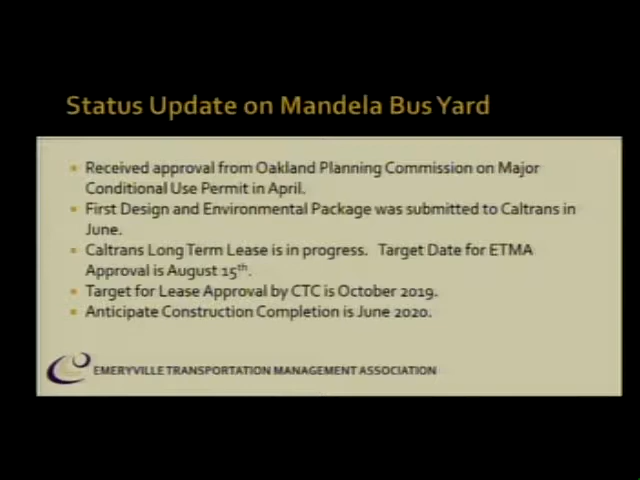 Status Update on Mandela Bus Yard
Received approval from Oakland Planning Commission on Major
Conditional Use Permit in April.
First Design and Environmental Package was submitted to Caltrans in
June.
Caltrans Long Term Lease is in progress. Target Date for ETMA
Approval is August 15th.
Target for Lease Approval by CTC is October 2019.
Anticipate Construction Completion is June 2020.
EMERYVILLE TRANSPORTATION MANAGEMENT ASSOCIATION